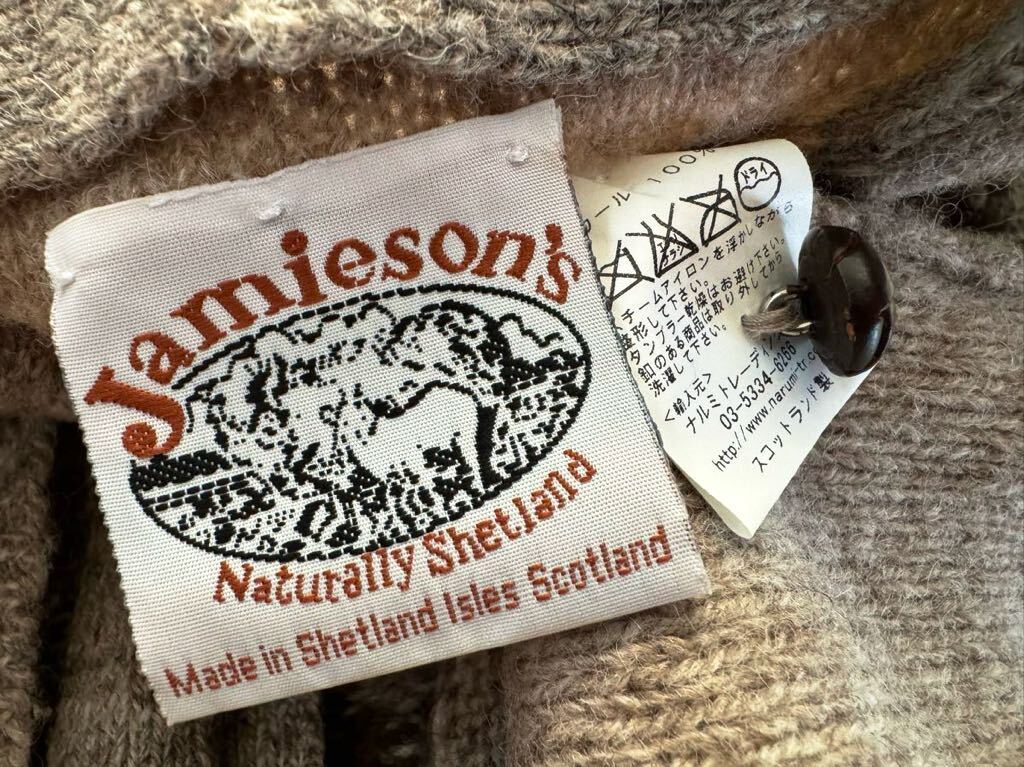 Jamieson's
Naturally Shetland
Made in Shetland Isles Scotland
ール 100%
ドライ
チームアイロンを浮かしながら
整形して下さい。
タンブラー乾燥はお避け下さい。
釦のある商品は取り外してから
洗濯して下さい。
<輸入元>
ナルミトレーディン
03-5334-6266
http://www.narumi-tr.c
スコットランド製